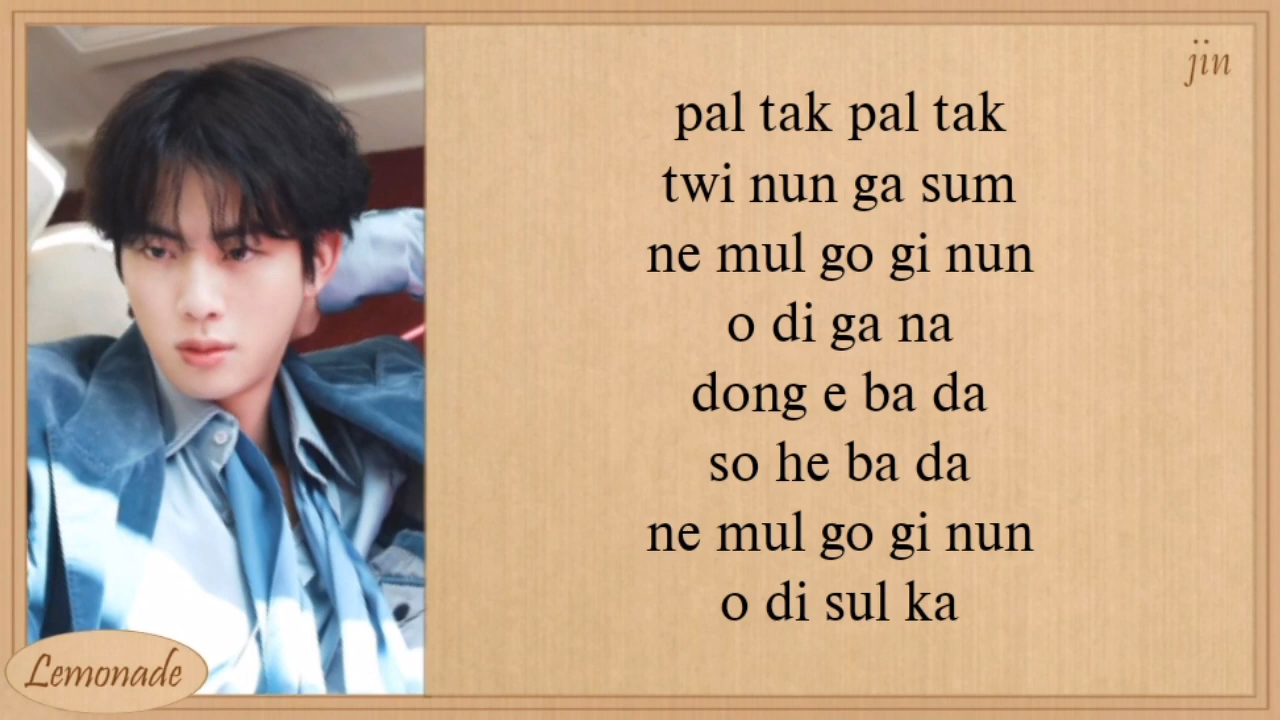 jin
pal tak pal tak
twi nun ga sum
ne mul go gi nun
o di ga na
dong e ba da
so he ba da
ne mul go gi nun
o di sul ka
Lemonade